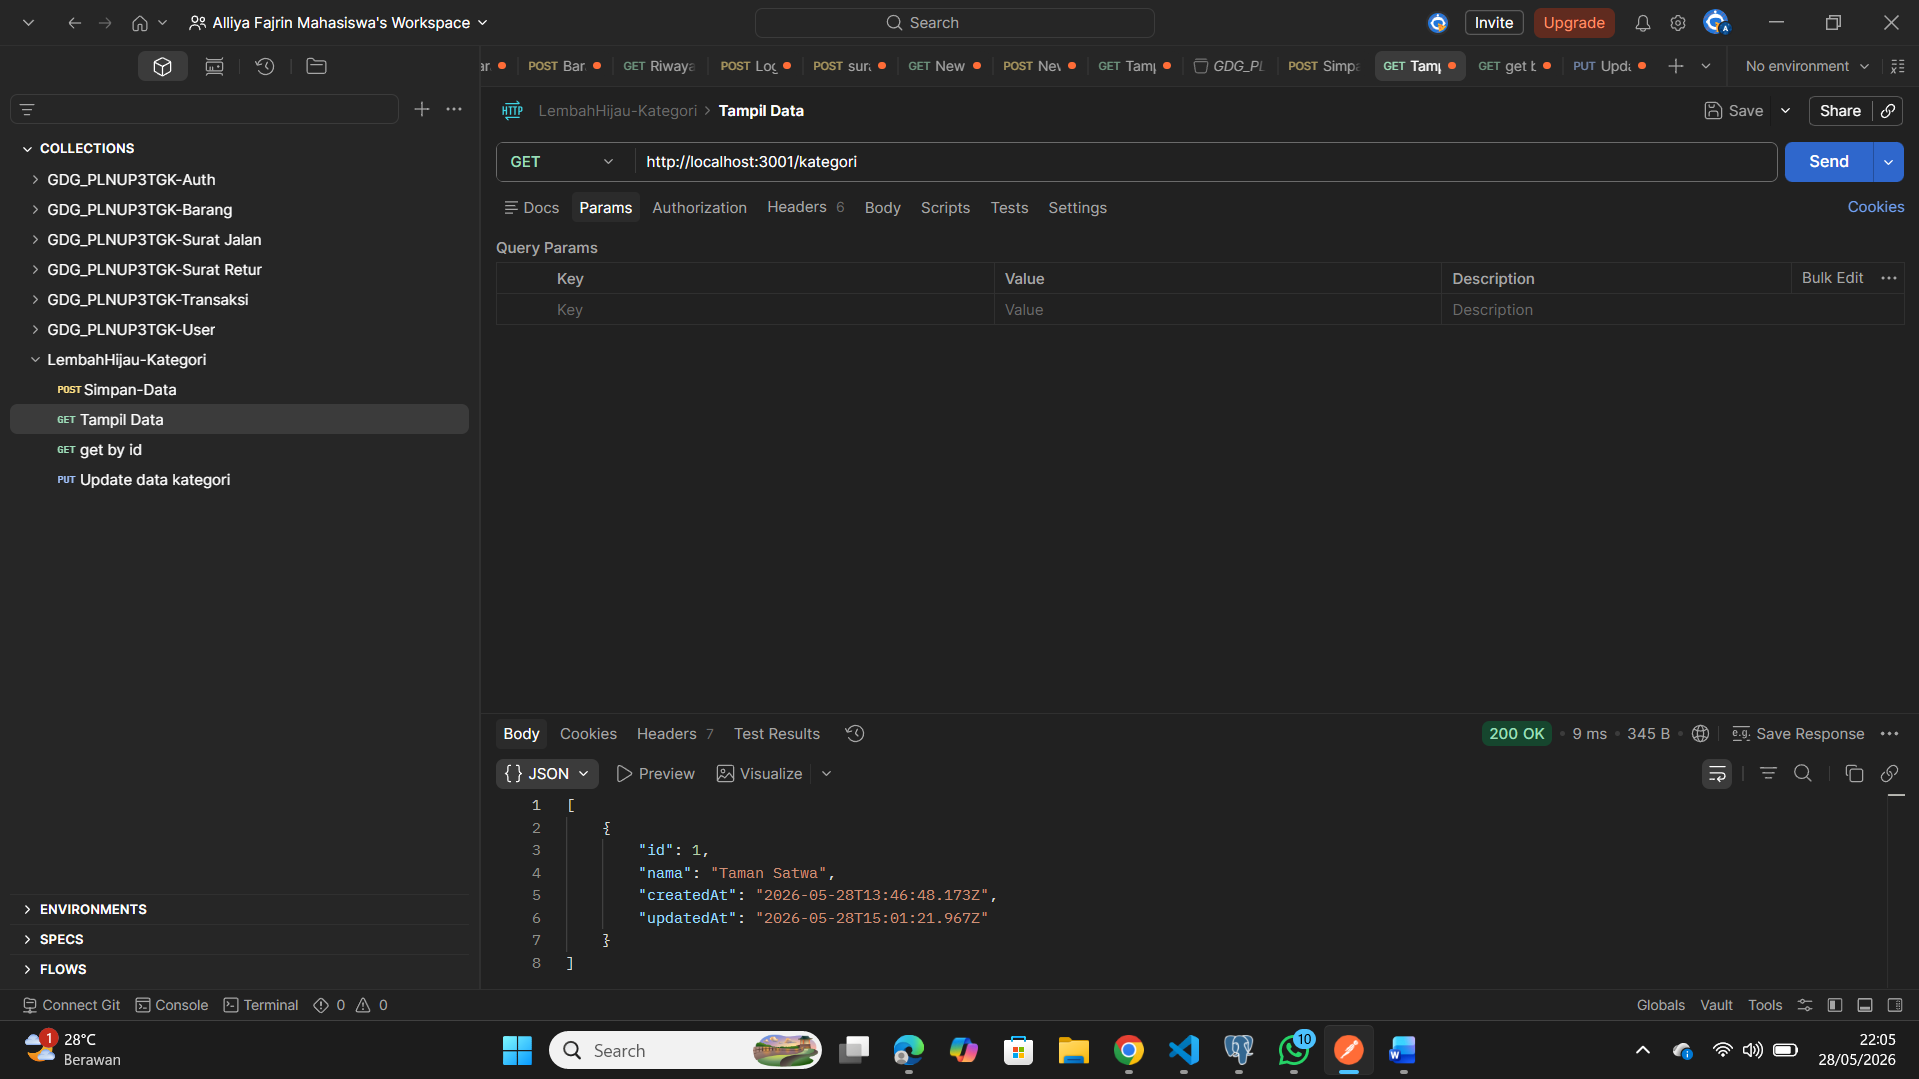 Alliya Fajrin Mahasiswa's Workspace
Search
Invite
Upgrade
POST Bar
GET Riwaya
POST Log
POST sura
GET New
POST Nev
GET Tamp
GDG_PL
POST Simpa
GET Tamp
GET get b
PUT Upda
No environment
HTTP LembahHijau-Kategori > Tampil Data
Save
Share
COLLECTIONS
GDG_PLNUP3TGK-Auth
GDG_PLNUP3TGK-Barang
GDG_PLNUP3TGK-Surat Jalan
GDG_PLNUP3TGK-Surat Retur
GDG_PLNUP3TGK-Transaksi
GDG_PLNUP3TGK-User
LembahHijau-Kategori
POST Simpan-Data
GET Tampil Data
GET get by id
PUT Update data kategori
ENVIRONMENTS
SPECS
FLOWS
GET http://localhost:3001/kategori
Send
Docs Params Authorization Headers 6 Body Scripts Tests Settings
Cookies
Query Params
Key Value Description Bulk Edit
Key Value Description
Body Cookies Headers 7 Test Results
200 OK • 9 ms • 345 B
e.g. Save Response
{} JSON Preview Visualize
1 [
2 {
3 "id": 1,
4 "nama": "Taman Satwa",
5 "createdAt": "2026-05-28T13:46:48.173Z",
6 "updatedAt": "2026-05-28T15:01:21.967Z"
7 }
8 ]
Connect Git Console Terminal 0 0
Globals Vault Tools
1
28°C
Berawan
Search
10
22:05
28/05/2026